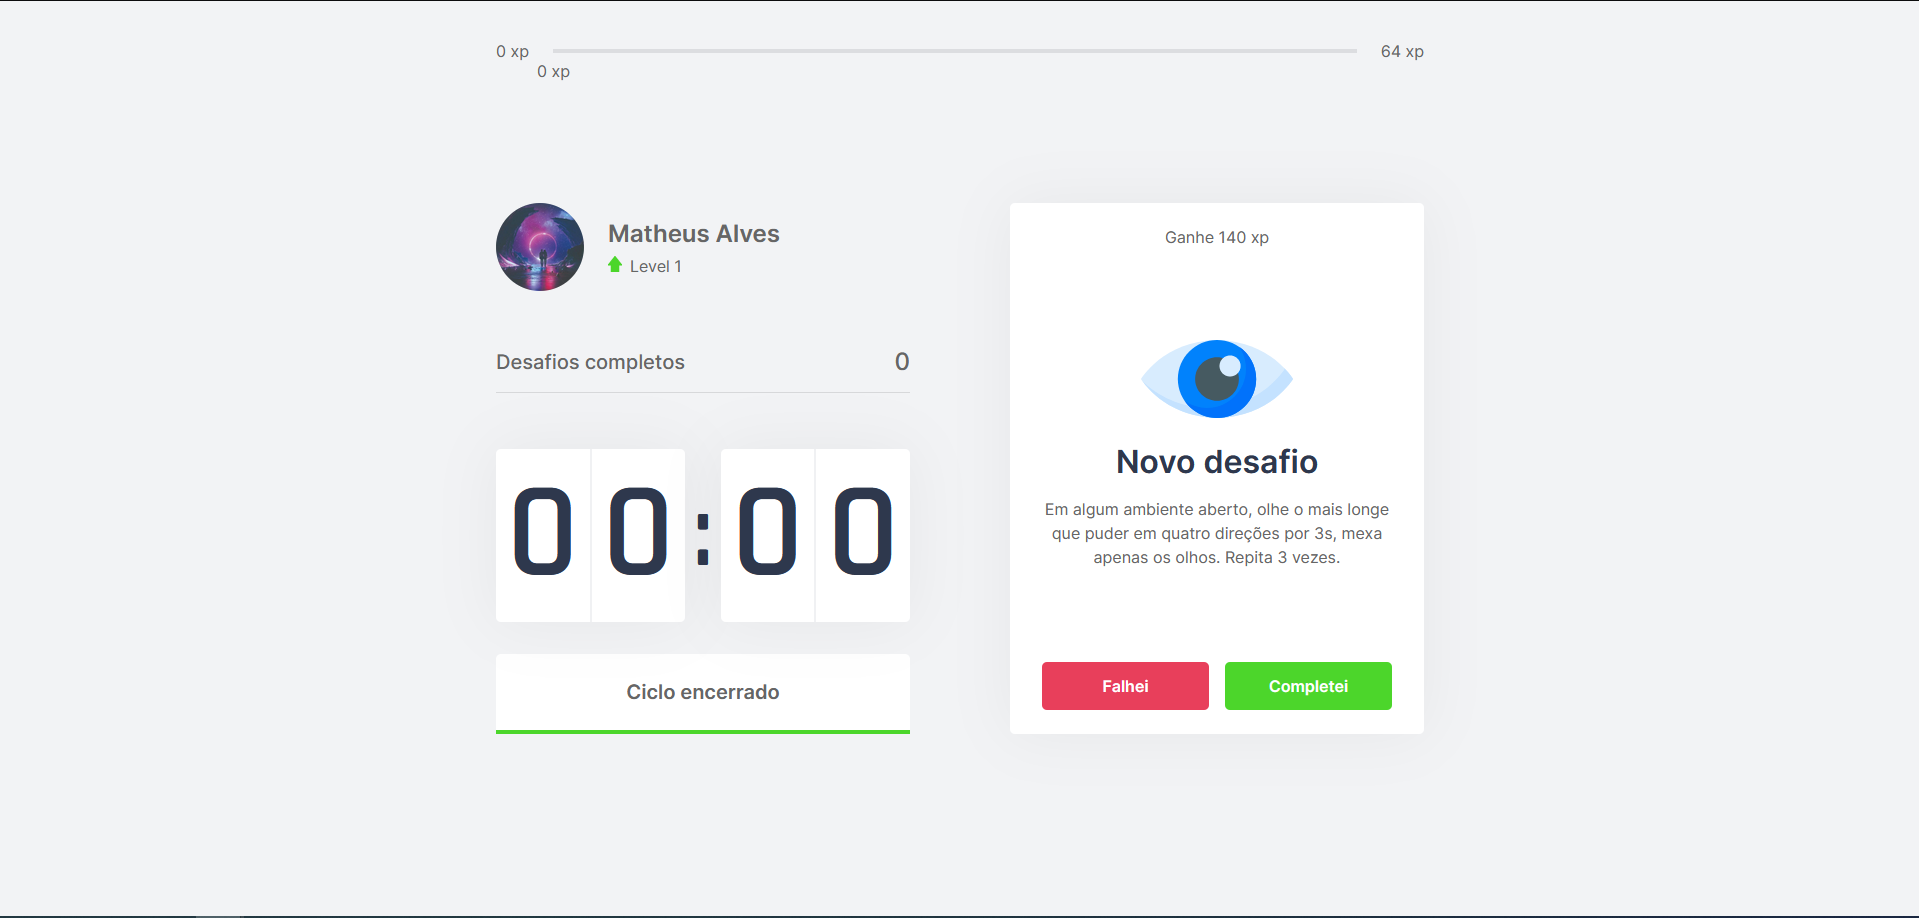 0 xp
64 xp
0 xp
Matheus Alves
Level 1
Desafios completos
0
00:00
Ciclo encerrado
Ganhe 140 xp
Novo desafio
Em algum ambiente aberto, olhe o mais longe
que puder em quatro direções por 3s, mexa
apenas os olhos. Repita 3 vezes.
Falhei
Completei